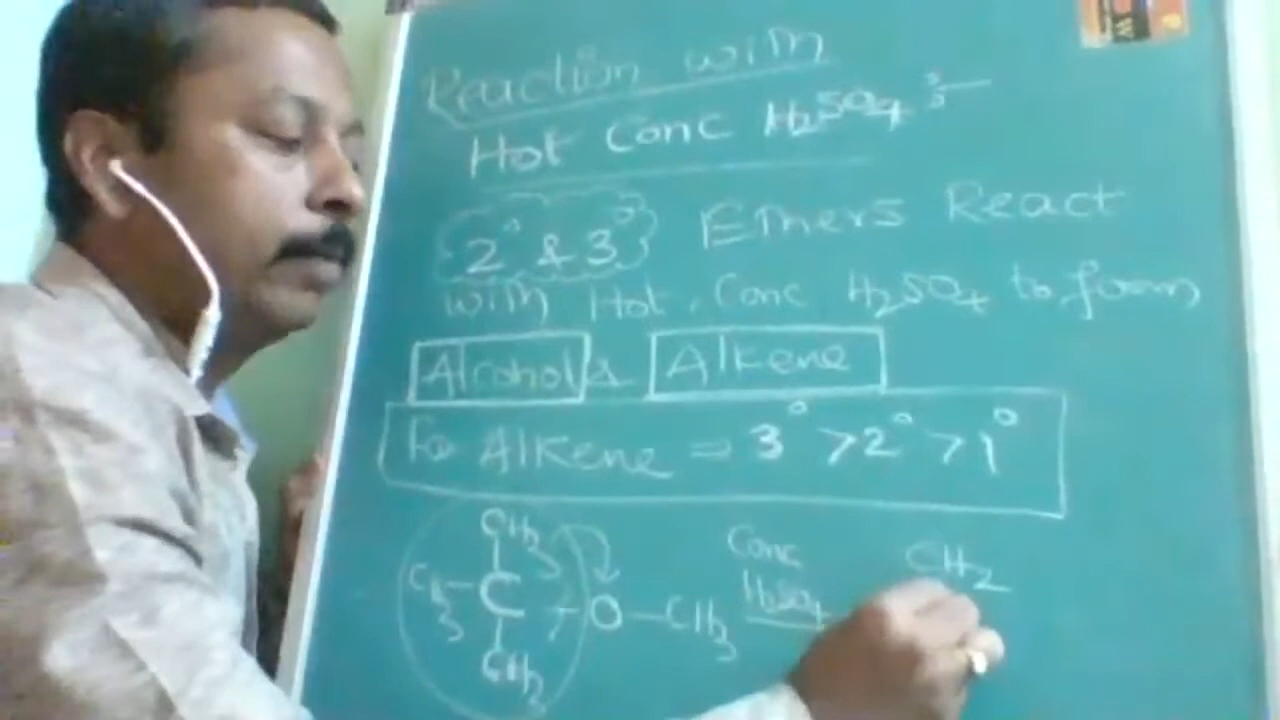 Reaction with
Hot Conc H₂SO₄ :-
2° & 3° Ethers React
with Hot. Conc H₂SO₄ to form
Alcohol & Alkene
For Alkene = 3° > 2° > 1°
CH₃
CH₃-C-O-CH₃
CH₃
Conc
H₂SO₄
CH₂